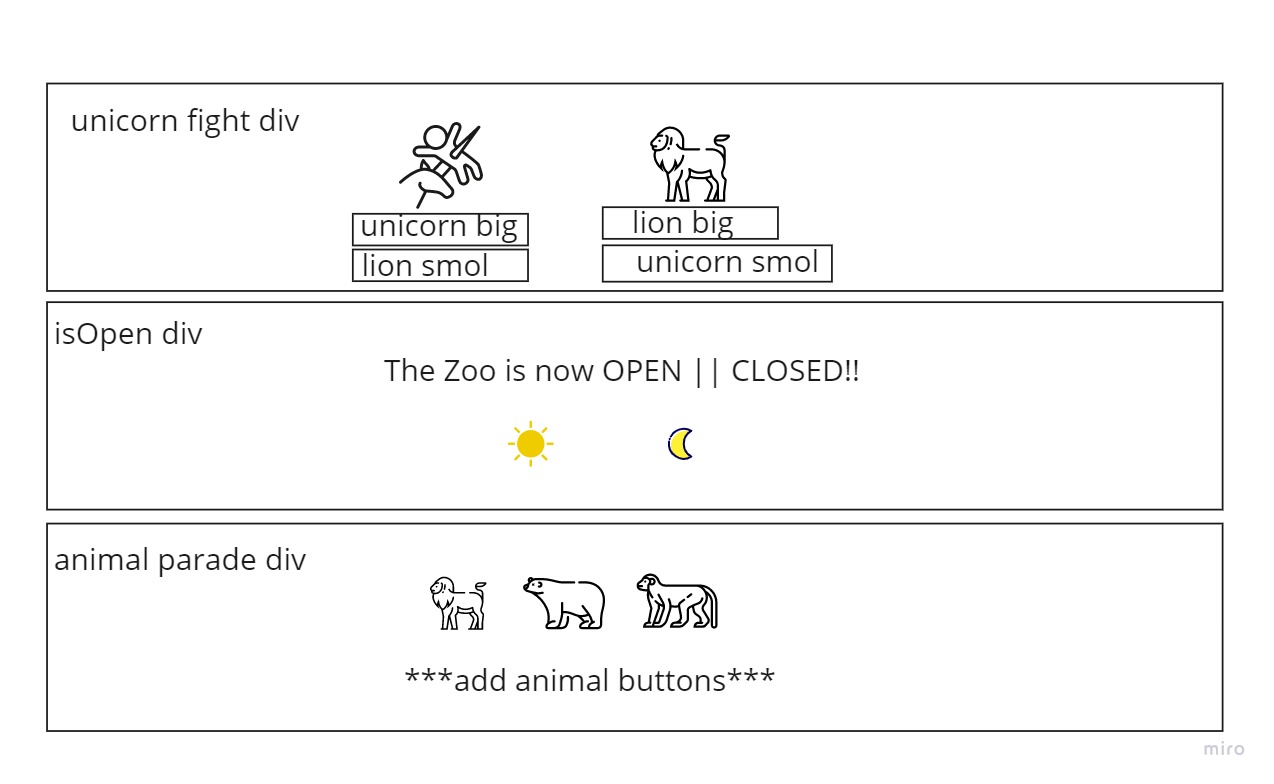 unicorn fight div
unicorn big
lion big
lion smol
unicorn smol
isOpen div
The Zoo is now OPEN || CLOSED!!
animal parade div
***add animal buttons***
miro